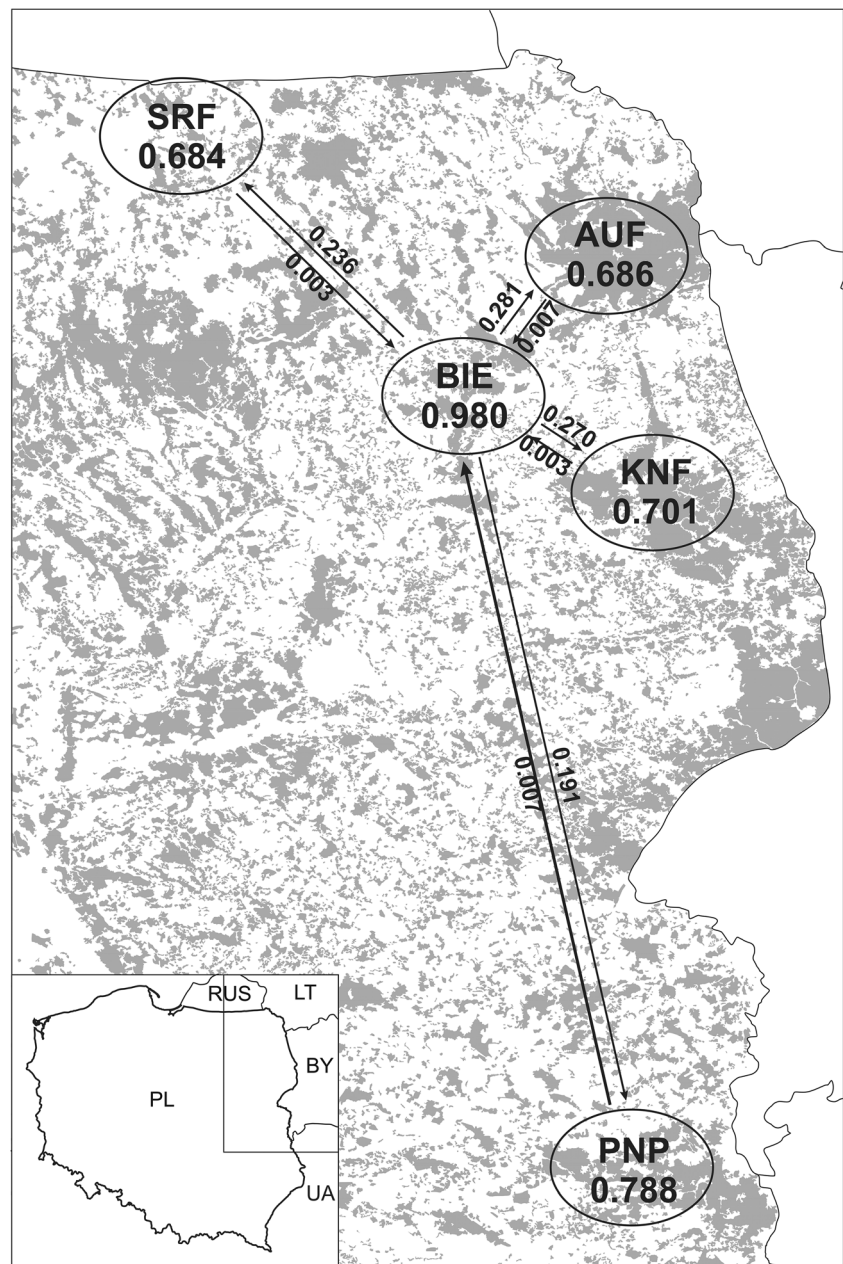 SRF
0.684
0.236
0.003
AUF
0.686
0.281
0.007
BIE
0.980
0.270
0.003
KNF
0.701
0.191
0.007
RUS
LT
BY
PL
UA
PNP
0.788